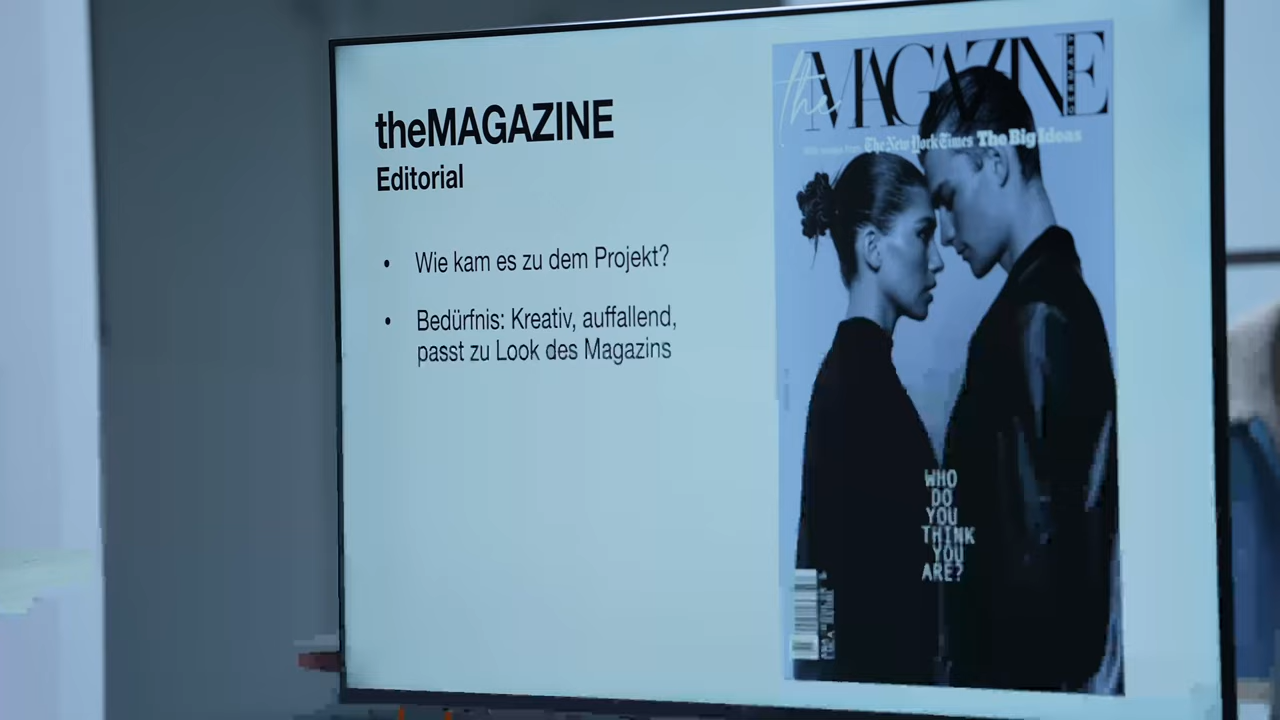 theMAGAZINE
Editorial
• Wie kam es zu dem Projekt?
• Bedürfnis: Kreativ, auffallend,
passt zu Look des Magazins
the MAGAZINE
GERMANY
The New York Times The Big Ideas
WHO
DO
YOU
THINK
YOU
ARE?